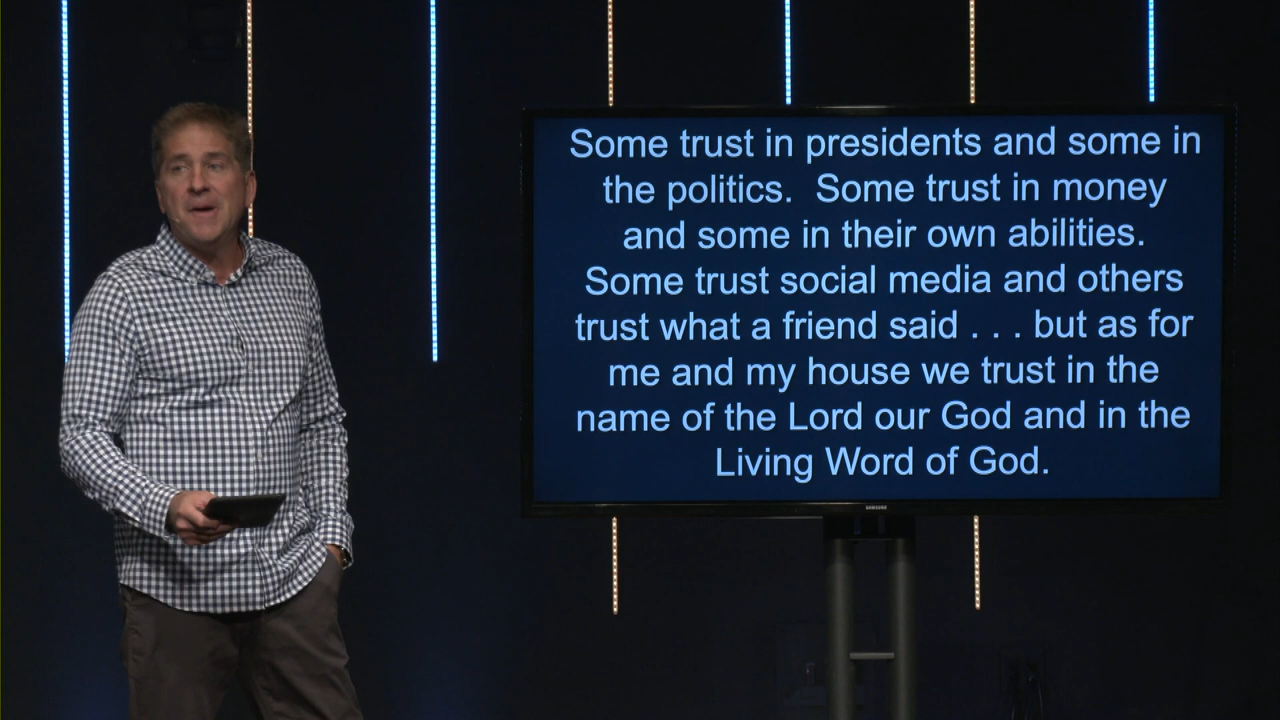 Some trust in presidents and some in
the politics.  Some trust in money
and some in their own abilities.
Some trust social media and others
trust what a friend said . . . but as for
me and my house we trust in the
name of the Lord our God and in the
Living Word of God.
SAMSUNG